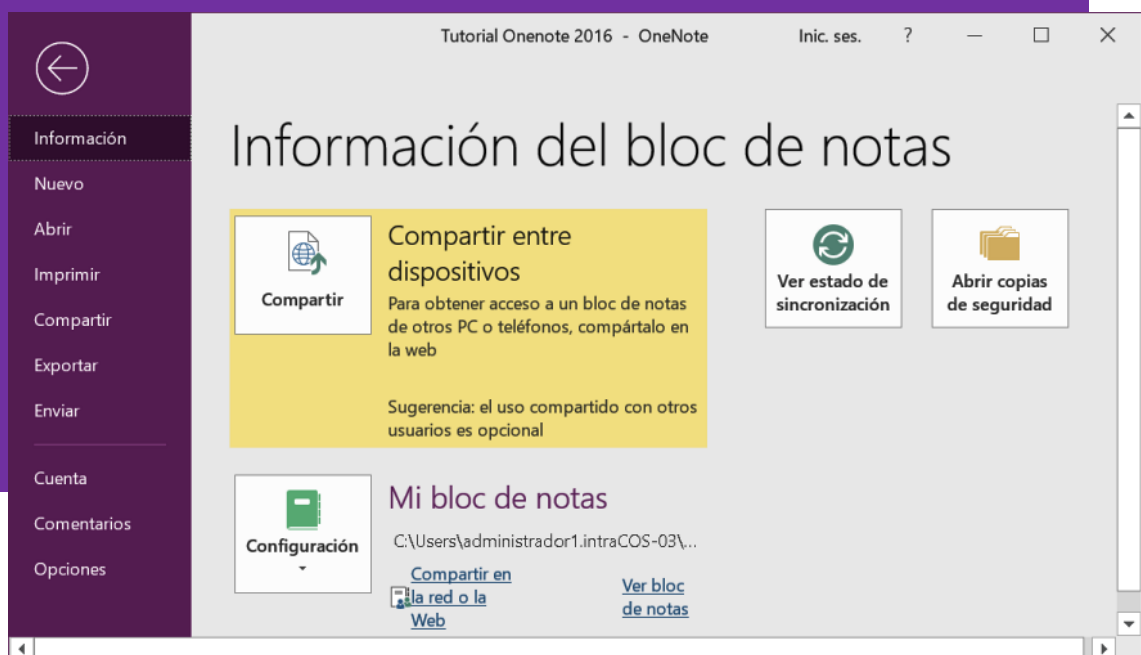 Tutorial Onenote 2016 - OneNote
Inic. ses.
?
Información
Nuevo
Abrir
Imprimir
Compartir
Exportar
Enviar
Cuenta
Comentarios
Opciones
Información del bloc de notas
Compartir
Compartir entre
dispositivos
Para obtener acceso a un bloc de notas
de otros PC o teléfonos, compártalo en
la web
Sugerencia: el uso compartido con otros
usuarios es opcional
Ver estado de
sincronización
Abrir copias
de seguridad
Configuración
Mi bloc de notas
C:\Users\administrador1.intraCOS-03\...
Compartir en
la red o la
Web
Ver bloc
de notas